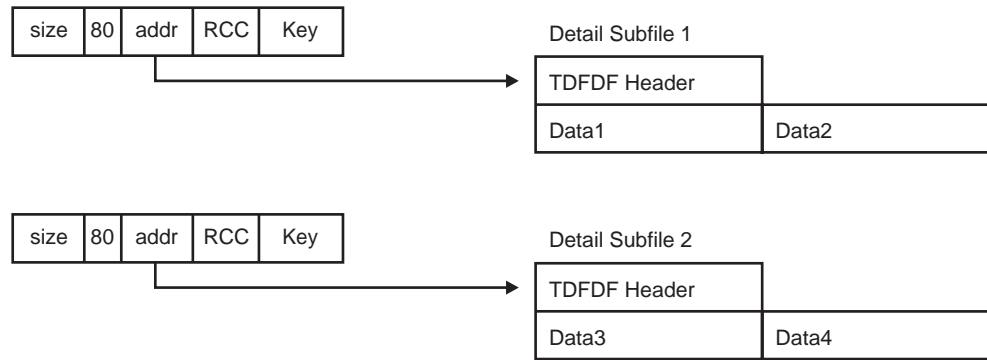 size 80 addr RCC Key
Detail Subfile 1
TDFDF Header
Data1 Data2
size 80 addr RCC Key
Detail Subfile 2
TDFDF Header
Data3 Data4